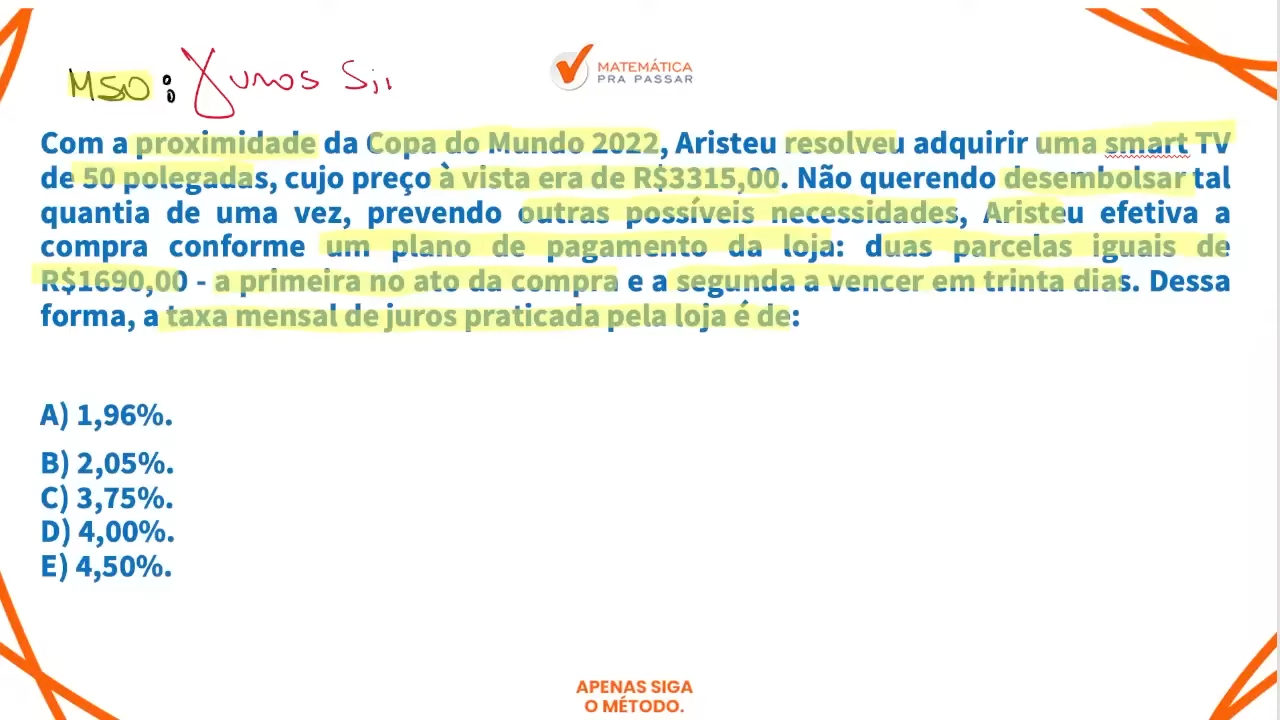 MSO: Juros Sim
MATEMÁTICA
PRA PASSAR
Com a proximidade da Copa do Mundo 2022, Aristeu resolveu adquirir uma smart TV
de 50 polegadas, cujo preço à vista era de R$3315,00. Não querendo desembolsar tal
quantia de uma vez, prevendo outras possíveis necessidades, Aristeu efetiva a
compra conforme um plano de pagamento da loja: duas parcelas iguais de
R$1690,00 - a primeira no ato da compra e a segunda a vencer em trinta dias. Dessa
forma, a taxa mensal de juros praticada pela loja é de:
A) 1,96%.
B) 2,05%.
C) 3,75%.
D) 4,00%.
E) 4,50%.
APENAS SIGA
O MÉTODO.